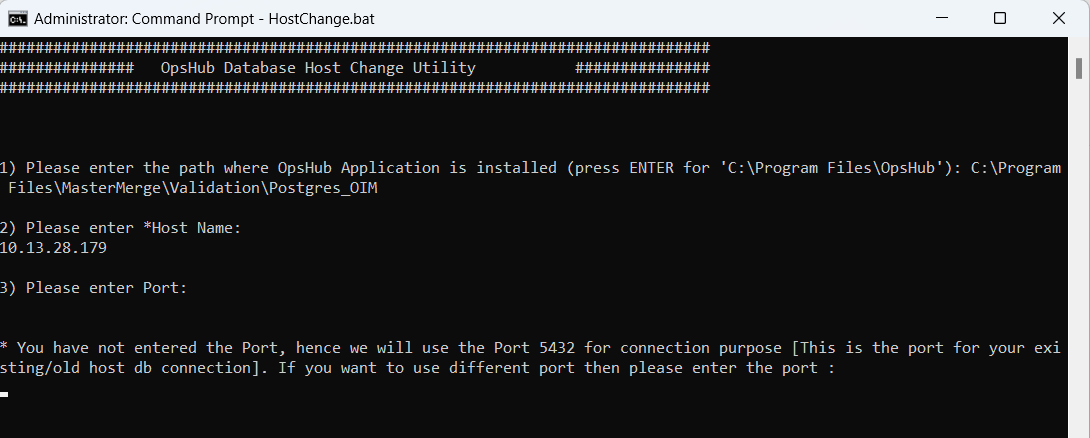 Administrator: Command Prompt - HostChange.bat
###############################################################################
############### OpsHub Database Host Change Utility ###############
###############################################################################
1) Please enter the path where OpsHub Application is installed (press ENTER for 'C:\Program Files\OpsHub'): C:\Program
Files\MasterMerge\Validation\Postgres_OIM
2) Please enter *Host Name:
10.13.28.179
3) Please enter Port:
* You have not entered the Port, hence we will use the Port 5432 for connection purpose [This is the port for your exi
sting/old host db connection]. If you want to use different port then please enter the port :